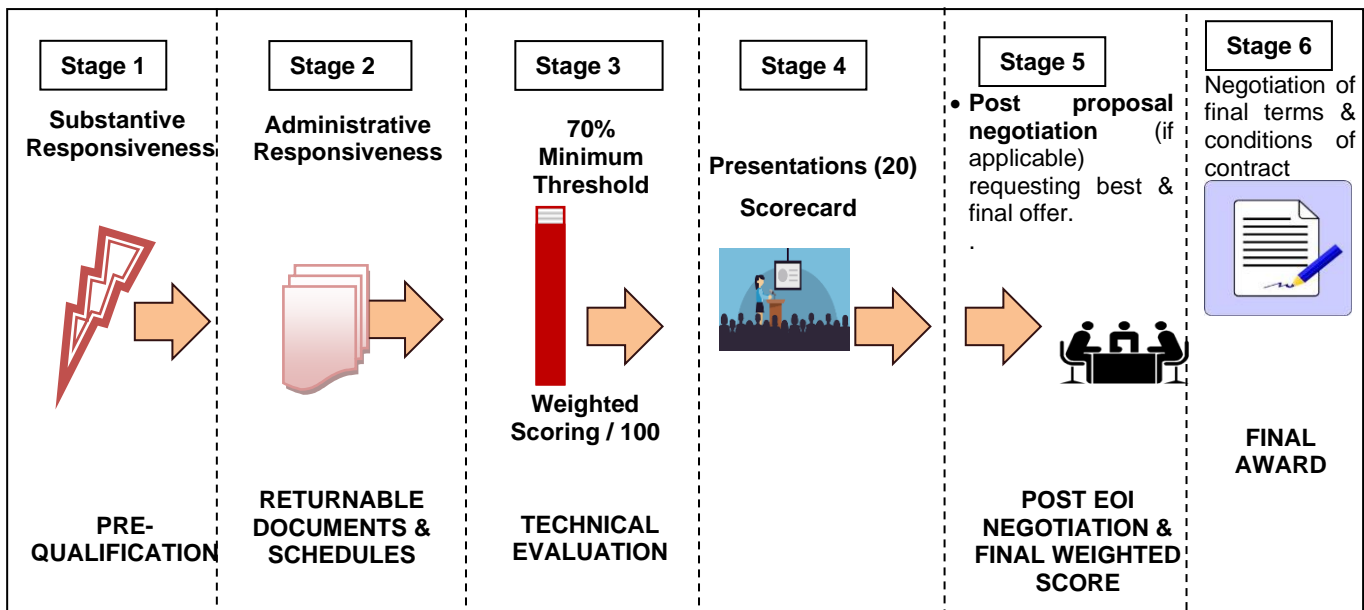 Stage 1
Substantive
Responsiveness
PRE-
QUALIFICATION
Stage 2
Administrative
Responsiveness
RETURNABLE
DOCUMENTS &
SCHEDULES
Stage 3
70%
Minimum
Threshold
Weighted
Scoring / 100
TECHNICAL
EVALUATION
Stage 4
Presentations (20)
Scorecard
Stage 5
• Post proposal
negotiation (if
applicable)
requesting best &
final offer.
.
POST EOI
NEGOTIATION &
FINAL WEIGHTED
SCORE
Stage 6
Negotiation of
final terms &
conditions of
contract
FINAL
AWARD